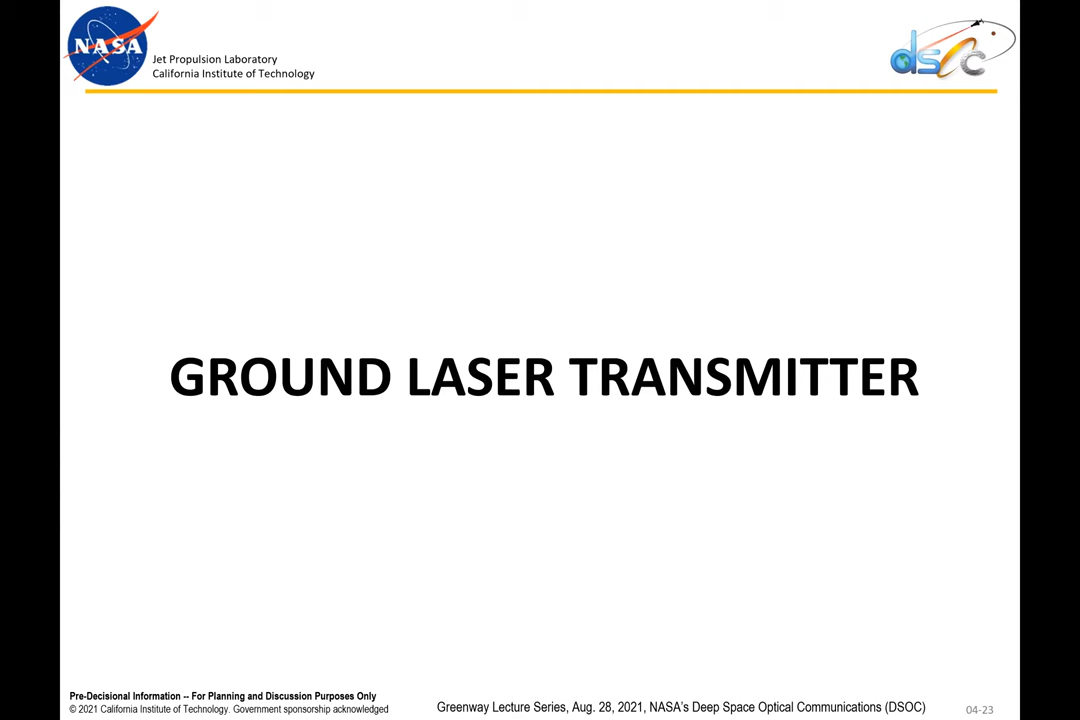 NASA
Jet Propulsion Laboratory
California Institute of Technology
dsoc
GROUND LASER TRANSMITTER
Pre-Decisional Information -- For Planning and Discussion Purposes Only
© 2021 California Institute of Technology. Government sponsorship acknowledged
Greenway Lecture Series, Aug. 28, 2021, NASA's Deep Space Optical Communications (DSOC)
04-23